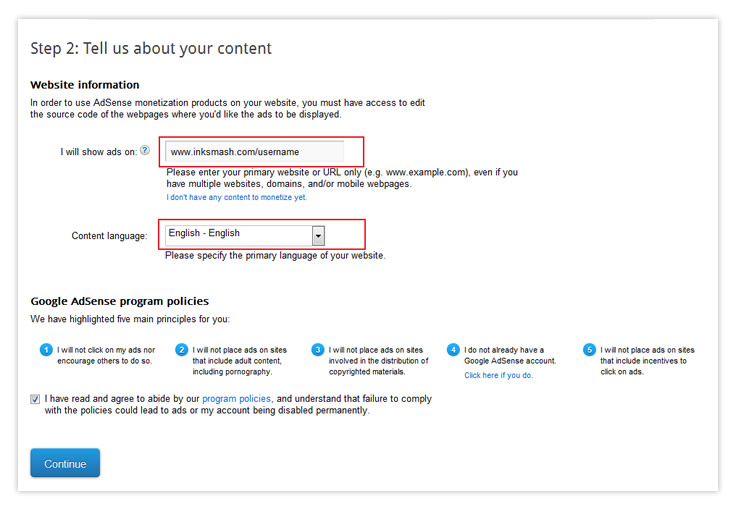 Step 2: Tell us about your content
Website information
In order to use AdSense monetization products on your website, you must have access to edit
the source code of the webpages where you'd like the ads to be displayed.
I will show ads on: ?
www.inksmash.com/username
Please enter your primary website or URL only (e.g. www.example.com), even if you
have multiple websites, domains, and/or mobile webpages.
I don't have any content to monetize yet.
Content language:
English - English
Please specify the primary language of your website.
Google AdSense program policies
We have highlighted five main principles for you:
1 I will not click on my ads nor
encourage others to do so.
2 I will not place ads on sites
that include adult content,
including pornography.
3 I will not place ads on sites
involved in the distribution of
copyrighted materials.
4 I do not already have a
Google AdSense account.
Click here if you do.
5 I will not place ads on sites
that include incentives to
click on ads.
I have read and agree to abide by our program policies, and understand that failure to comply
with the policies could lead to ads or my account being disabled permanently.
Continue